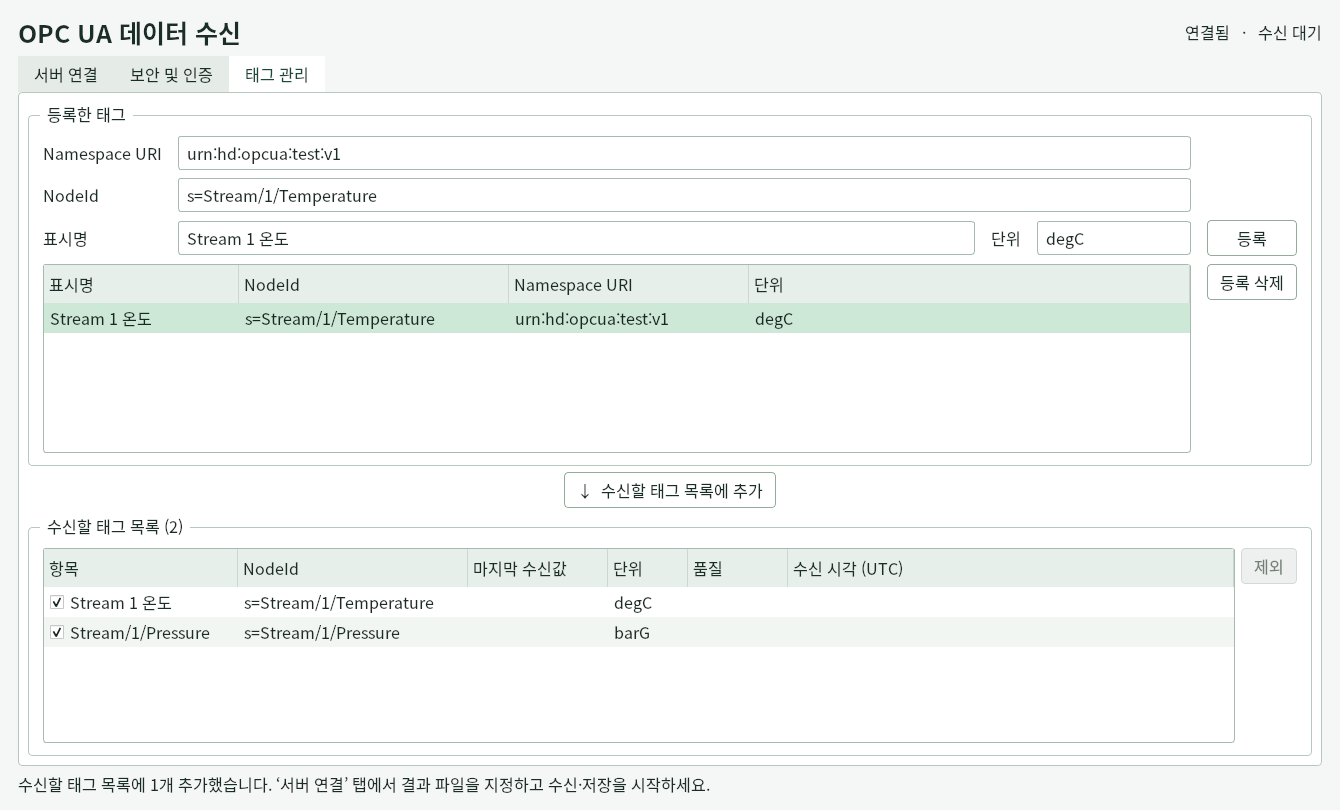 OPC UA 데이터 수신
연결됨 · 수신 대기
서버 연결 보안 및 인증 태그 관리
등록한 태그
Namespace URI urn:hd:opcua:test:v1
NodeId s=Stream/1/Temperature
표시명 Stream 1 온도 단위 degC 등록
표시명 NodeId Namespace URI 단위 등록 삭제
Stream 1 온도 s=Stream/1/Temperature urn:hd:opcua:test:v1 degC
↓ 수신할 태그 목록에 추가
수신할 태그 목록 (2)
항목 NodeId 마지막 수신값 단위 품질 수신 시각 (UTC) 제외
Stream 1 온도 s=Stream/1/Temperature degC
Stream/1/Pressure s=Stream/1/Pressure barG
수신할 태그 목록에 1개 추가했습니다. ‘서버 연결’ 탭에서 결과 파일을 지정하고 수신·저장을 시작하세요.